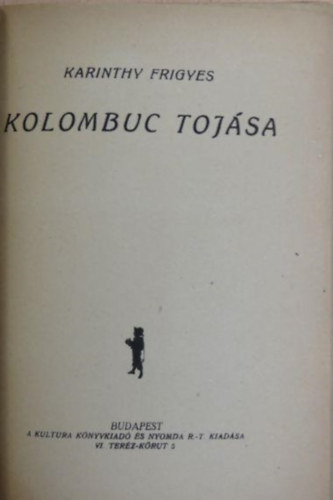 KARINTHY FRIGYES
KOLOMBUC TOJÁSA
BUDAPEST
A KULTURA KÖNYVKIADÓ ÉS NYOMDA R.-T. KIADÁSA
VI TERÉZ-KÖRUT 5